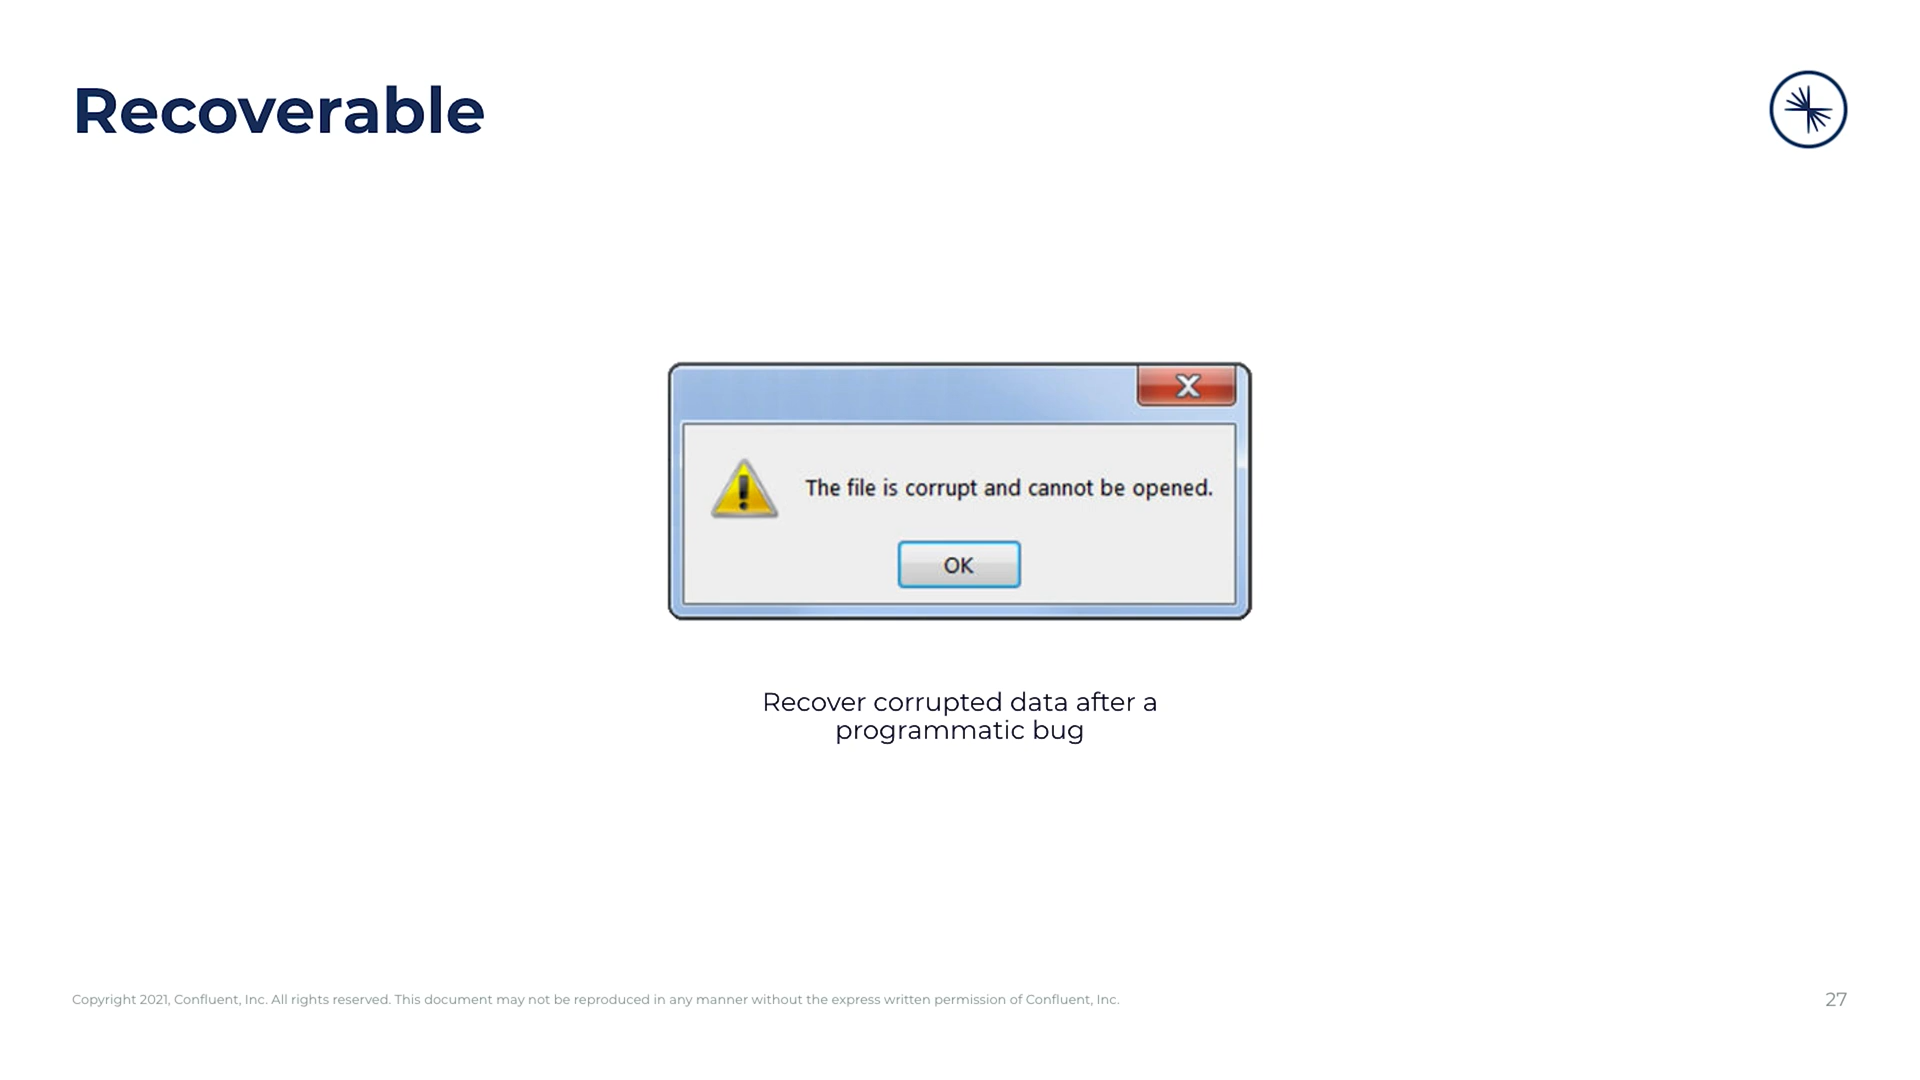 Recoverable
The file is corrupt and cannot be opened.
OK
Recover corrupted data after a
programmatic bug
Copyright 2021, Confluent, Inc. All rights reserved. This document may not be reproduced in any manner without the express written permission of Confluent, Inc.
27